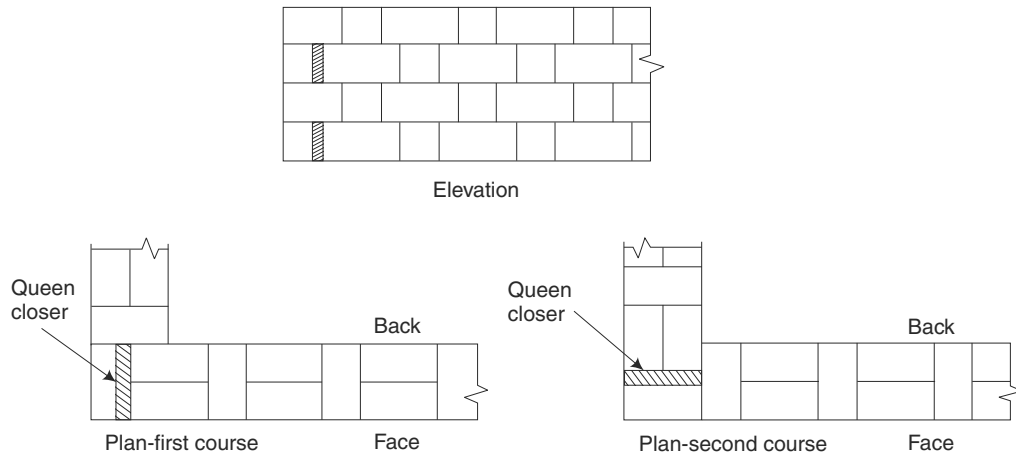 Elevation
Queen
closer
Back
Plan-first course
Face
Queen
closer
Back
Plan-second course
Face